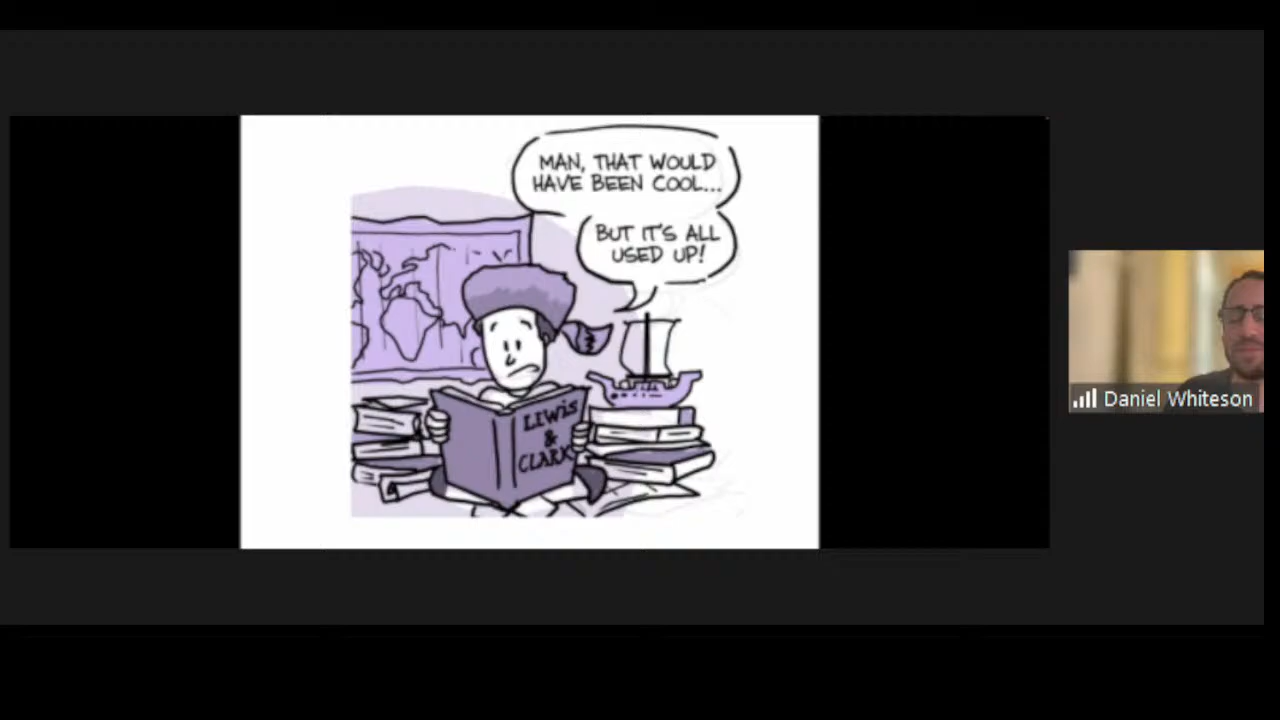 MAN, THAT WOULD
HAVE BEEN COOL...
BUT IT'S ALL
USED UP!
LEWIS
&
CLARK
Daniel Whiteson